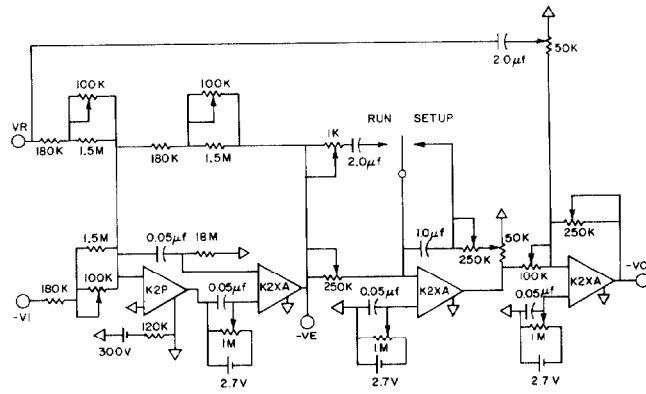 50K
2.0μf
100K
100K
VR
180K
1.5M
180K
1.5M
1K
2.0μf
RUN
SETUP
1.5M
0.05μf
18M
1.0μf
250K
50K
250K
180K
100K
-VI
K2P
0.05μf
K2XA
250K
0.05μf
K2XA
100K
K2XA
-VO
0.05μf
300V
120K
1M
-VE
1M
1M
2.7V
2.7V
2.7V